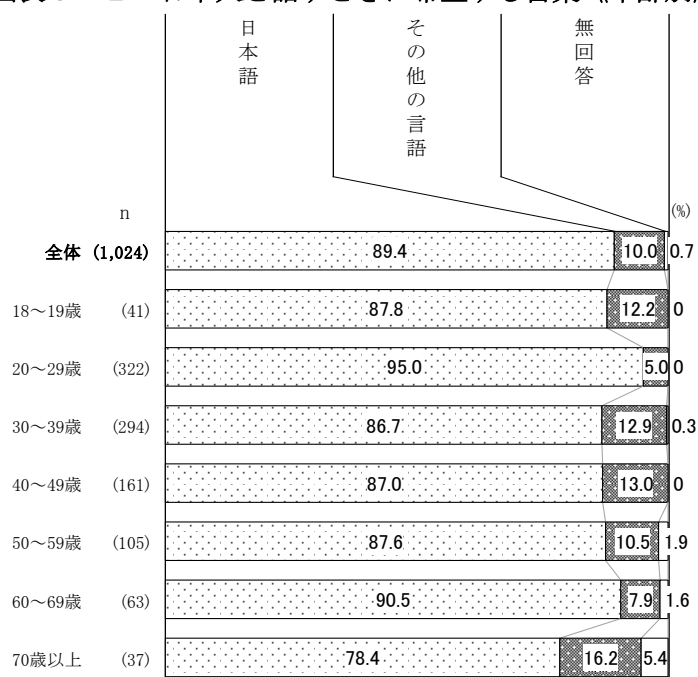 日本語
その他の言語
無回答
n
(%)
全体 (1,024) 89.4 10.0 0.7
18～19歳 (41) 87.8 12.2 0
20～29歳 (322) 95.0 5.0 0
30～39歳 (294) 86.7 12.9 0.3
40～49歳 (161) 87.0 13.0 0
50～59歳 (105) 87.6 10.5 1.9
60～69歳 (63) 90.5 7.9 1.6
70歳以上 (37) 78.4 16.2 5.4